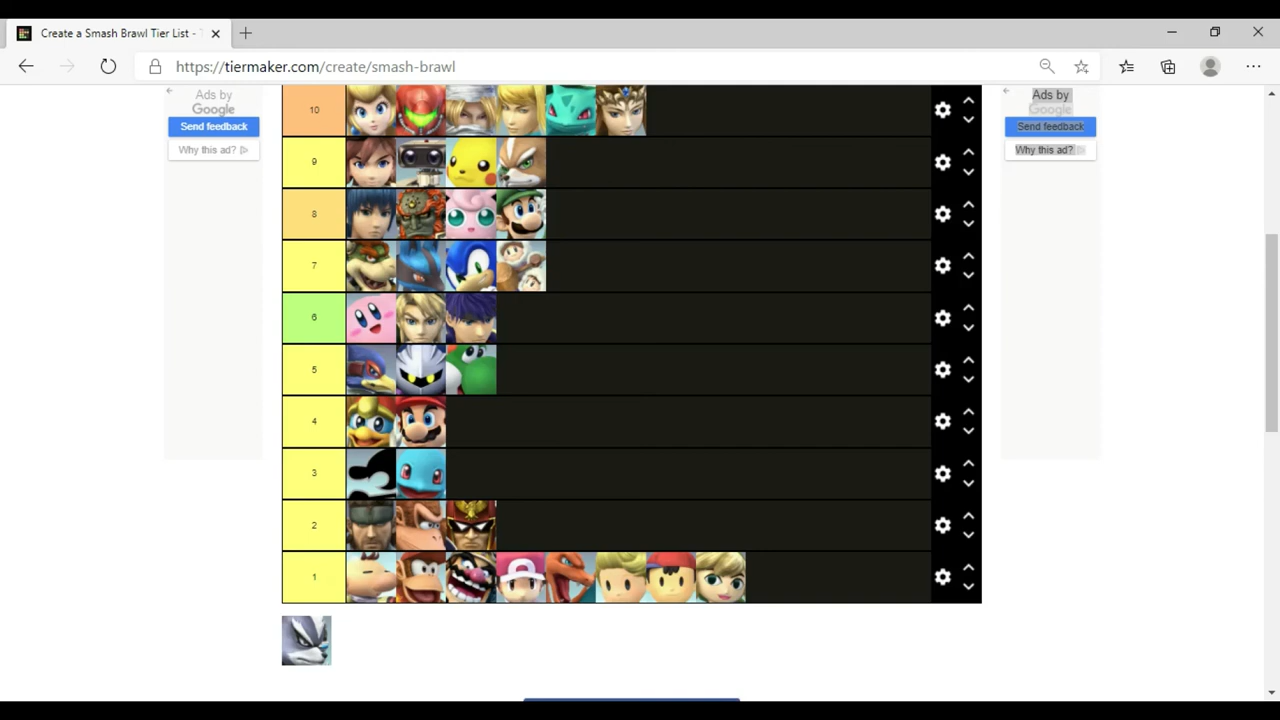 Create a Smash Brawl Tier List -
https://tiermaker.com/create/smash-brawl
Ads by
Google
Send feedback
Why this ad?
10
9
8
7
6
5
4
3
2
1
Ads by
Google
Send feedback
Why this ad?